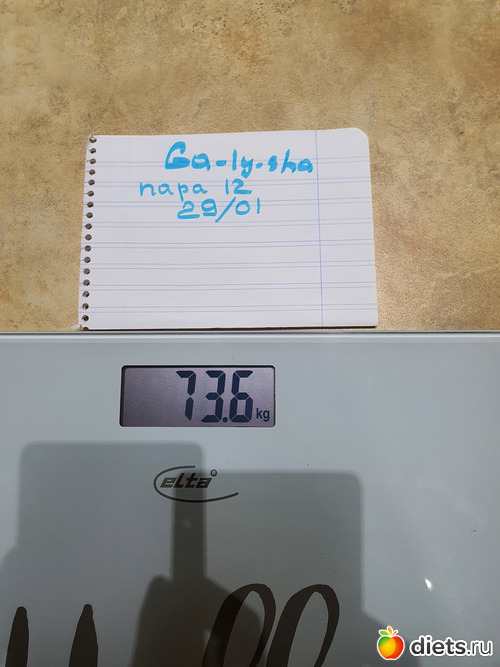 Ga-ly-sha
пара 12
29/01
73.6 kg
elta
diets.ru